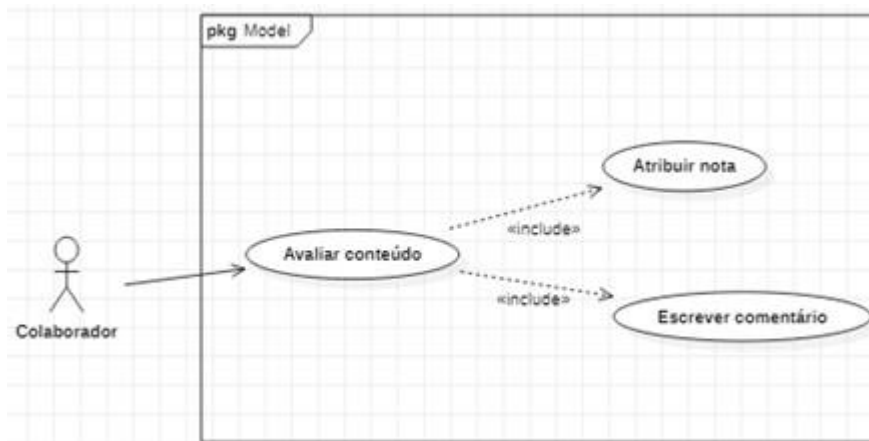 pkg Model
Atribuir nota
«include»
Avaliar conteúdo
«include»
Escrever comentário
Colaborador